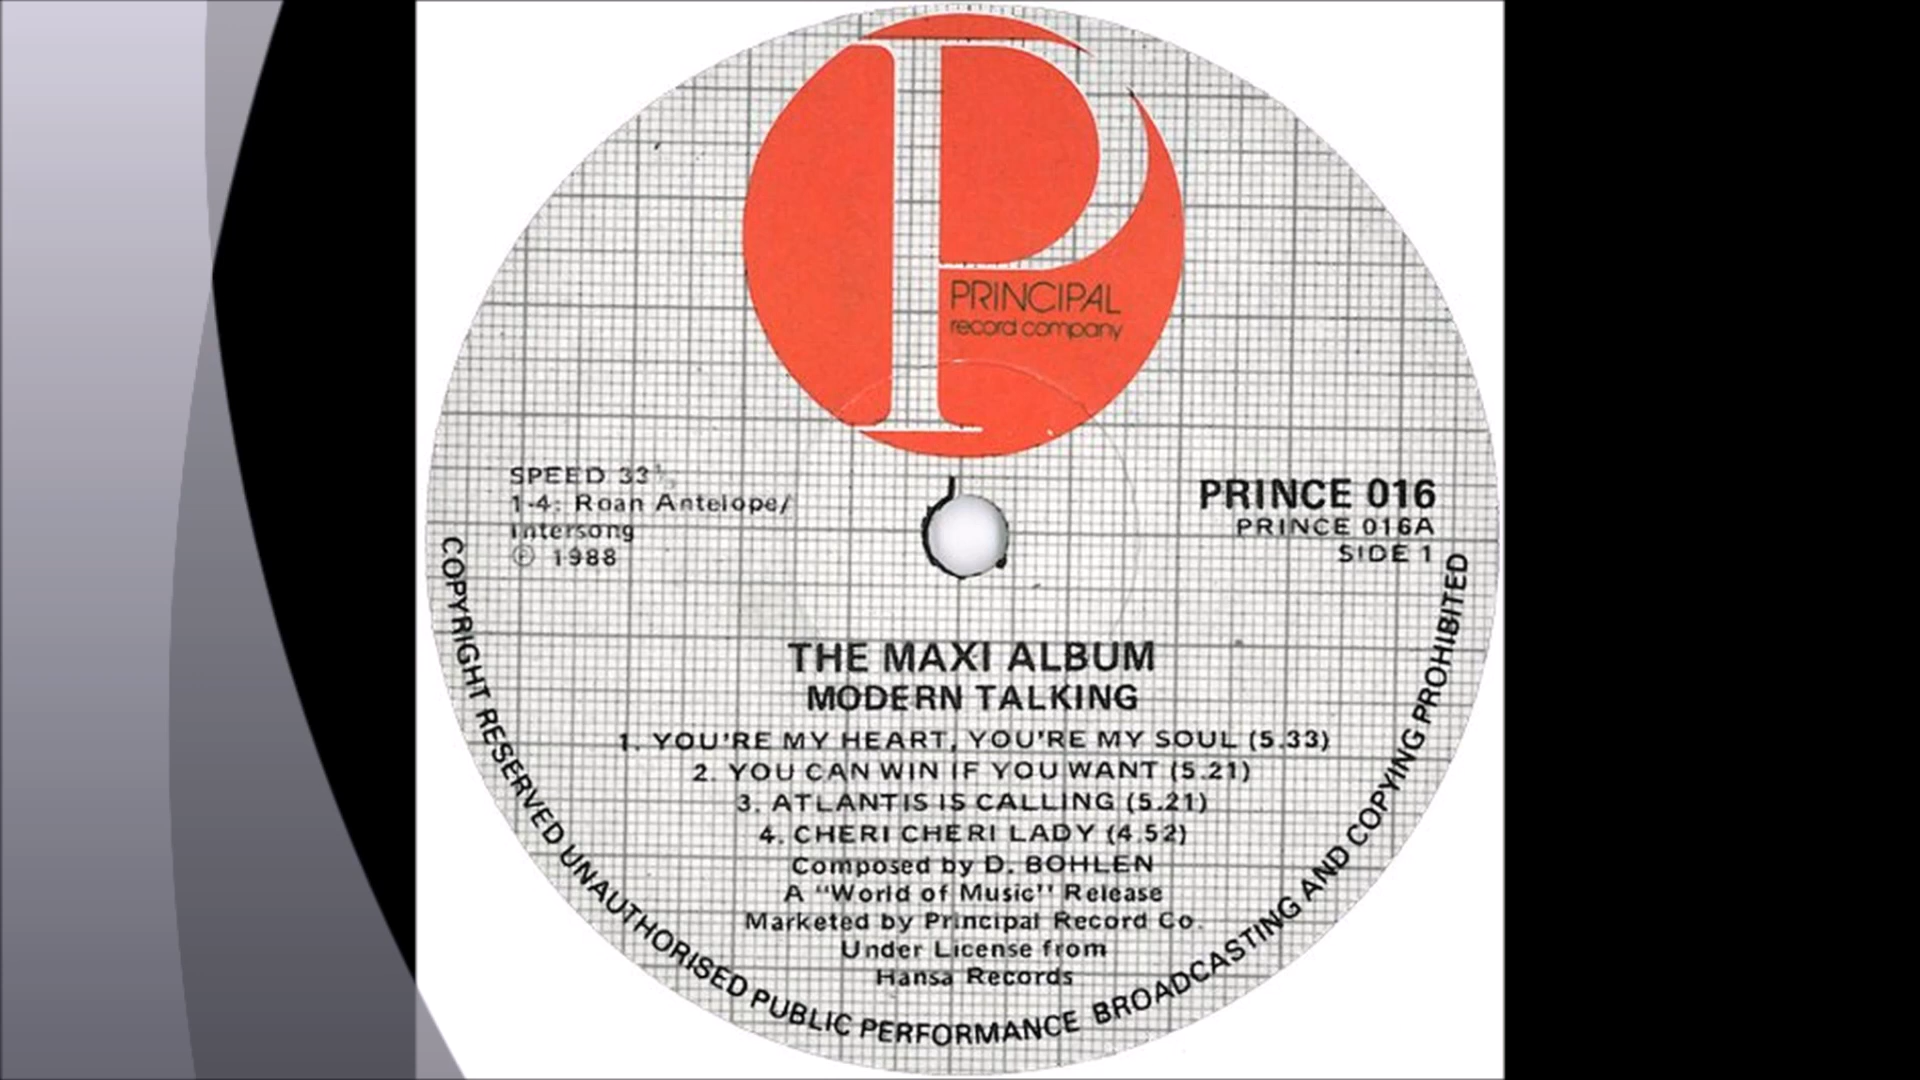 PRINCIPAL
record company
SPEED 33⅓
1-4: Roan Antelope/
Intersong
℗ 1988
PRINCE 016
PRINCE 016A
SIDE 1
THE MAXI ALBUM
MODERN TALKING
1. YOU'RE MY HEART, YOU'RE MY SOUL (5.33)
2. YOU CAN WIN IF YOU WANT (5.21)
3. ATLANTIS IS CALLING (5.21)
4. CHERI CHERI LADY (4.52)
Composed by D. BOHLEN
A "World of Music" Release
Marketed by Principal Record Co.
Under License from
Hansa Records
COPYRIGHT RESERVED UNAUTHORISED PUBLIC PERFORMANCE BROADCASTING AND COPYING PROHIBITED